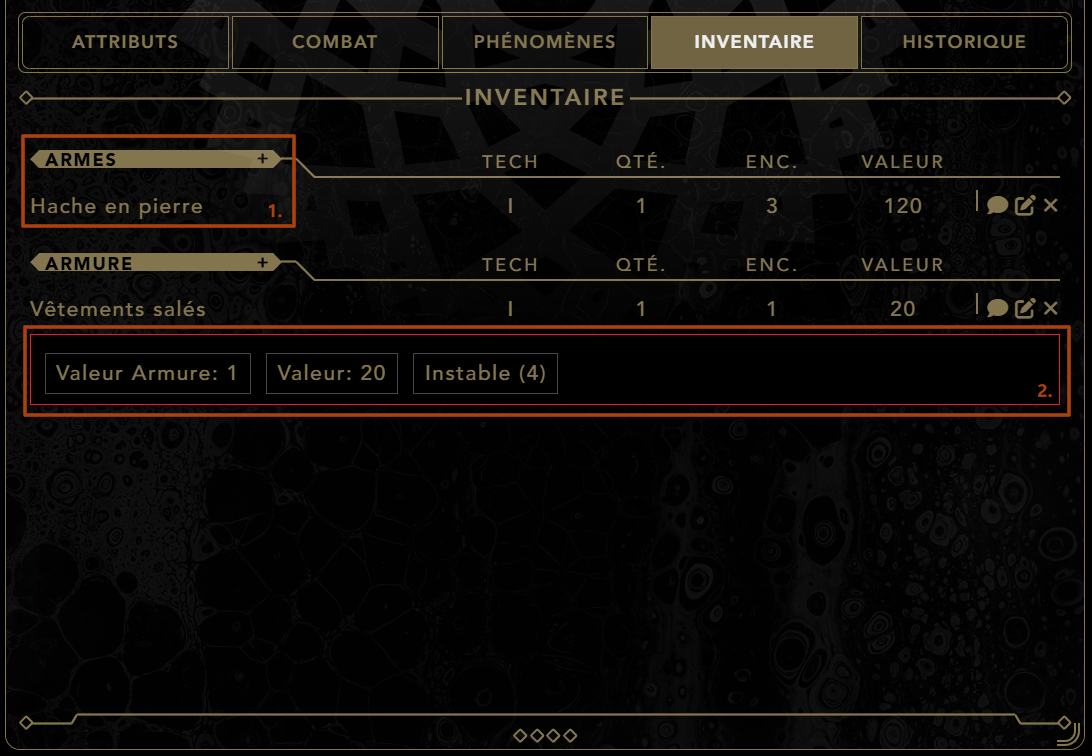 ATTRIBUTS COMBAT PHÉNOMÈNES INVENTAIRE HISTORIQUE
INVENTAIRE
ARMES + TECH QTÉ. ENC. VALEUR
Hache en pierre 1. I 1 3 120
ARMURE + TECH QTÉ. ENC. VALEUR
Vêtements salés I 1 1 20
Valeur Armure: 1 Valeur: 20 Instable (4)
2.